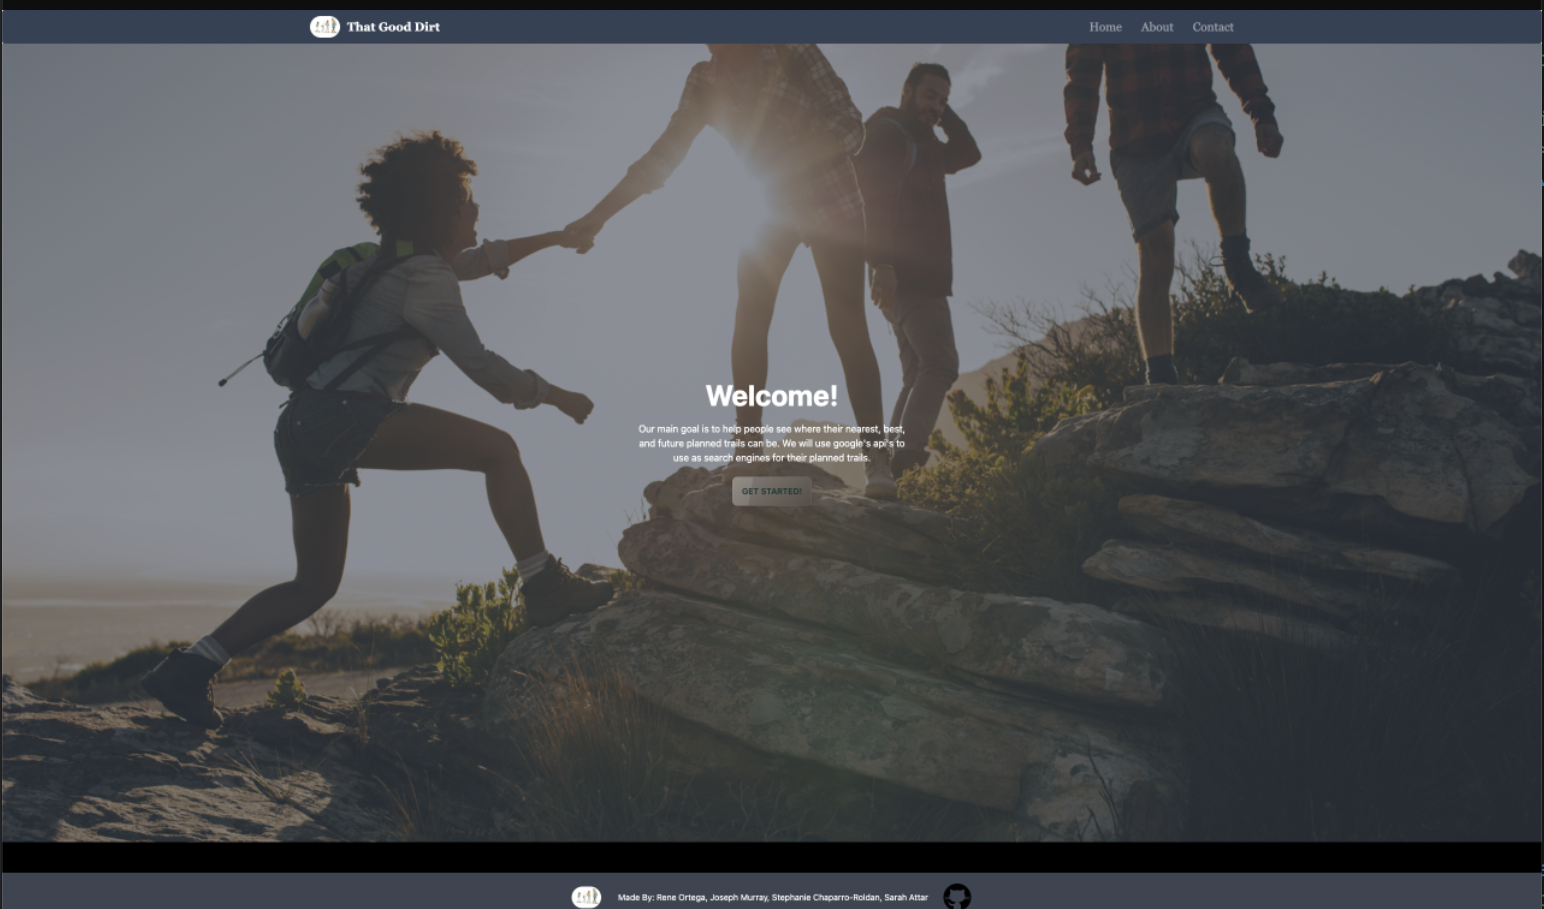 That Good Dirt
Home About Contact
Welcome!
Our main goal is to help people see where their nearest, best,
and future planned trails can be. We will use google's api's to
use as search engines for their planned trails.
GET STARTED!
Made By: Rene Ortega, Joseph Murray, Stephanie Chaparro-Roldan, Sarah Attar